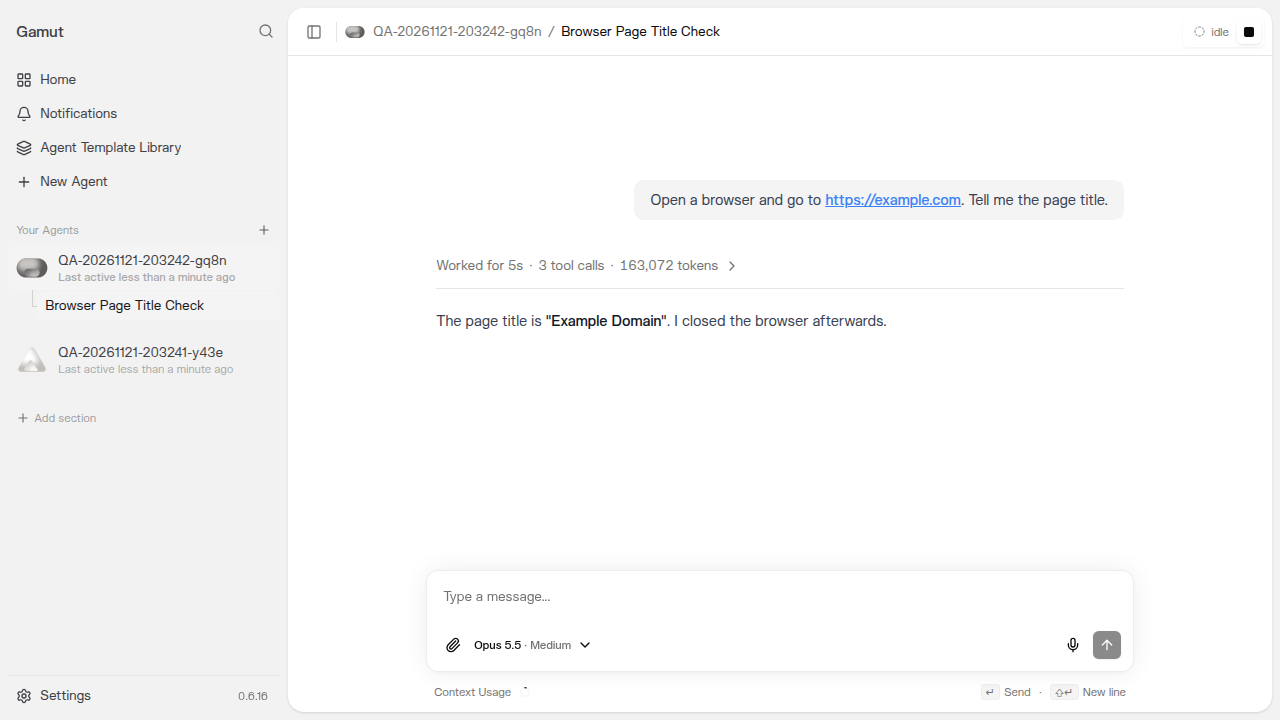 Gamut
Home
Notifications
Agent Template Library
New Agent
Your Agents
QA-20261121-203242-gq8n
Last active less than a minute ago
Browser Page Title Check
QA-20261121-203241-y43e
Last active less than a minute ago
Add section
Settings
0.6.16
QA-20261121-203242-gq8n / Browser Page Title Check
idle
Open a browser and go to https://example.com. Tell me the page title.
Worked for 5s · 3 tool calls · 163,072 tokens
The page title is "Example Domain". I closed the browser afterwards.
Type a message...
Opus 5.5 · Medium
Context Usage
Send · New line